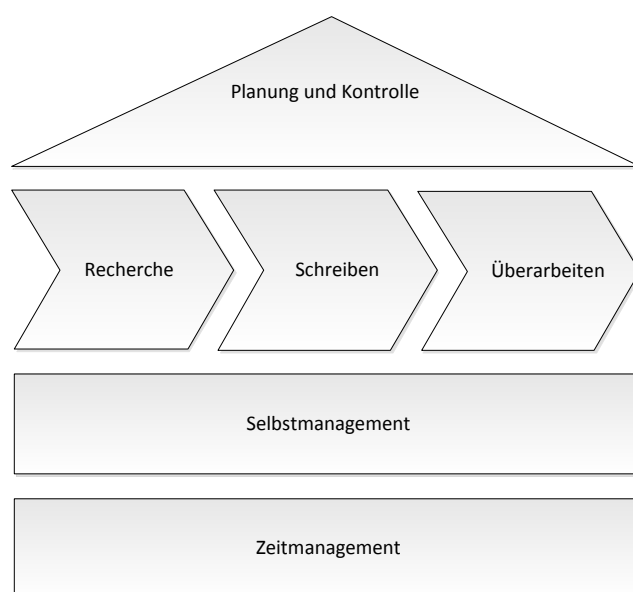 Planung und Kontrolle
Recherche
Schreiben
Überarbeiten
Selbstmanagement
Zeitmanagement